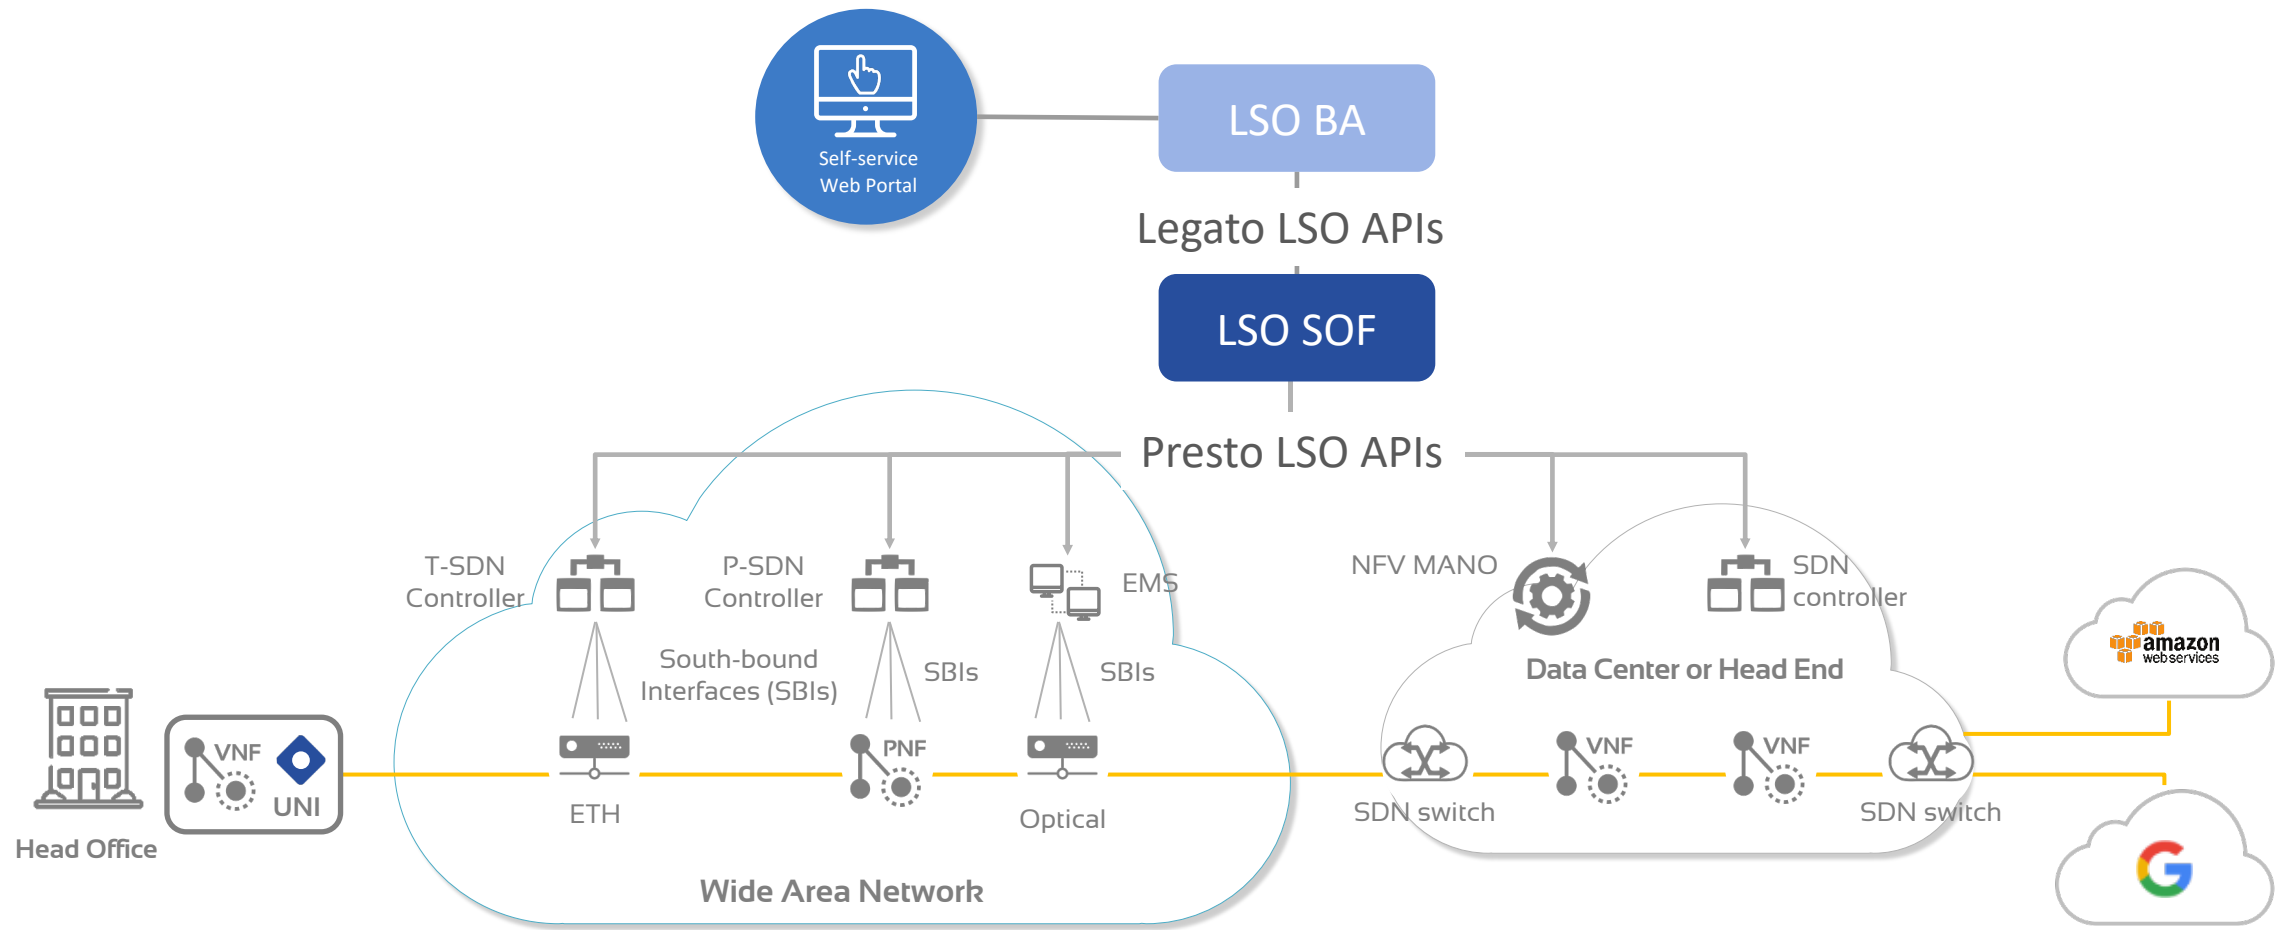 Self-service
Web Portal
LSO BA
Legato LSO APIs
LSO SOF
Presto LSO APIs
T-SDN
Controller
P-SDN
Controller
EMS
NFV MANO
SDN
controller
South-bound
Interfaces (SBIs)
SBIs
SBIs
Data Center or Head End
amazon
webservices
VNF
UNI
PNF
VNF
VNF
ETH
Optical
SDN switch
SDN switch
Head Office
Wide Area Network
G